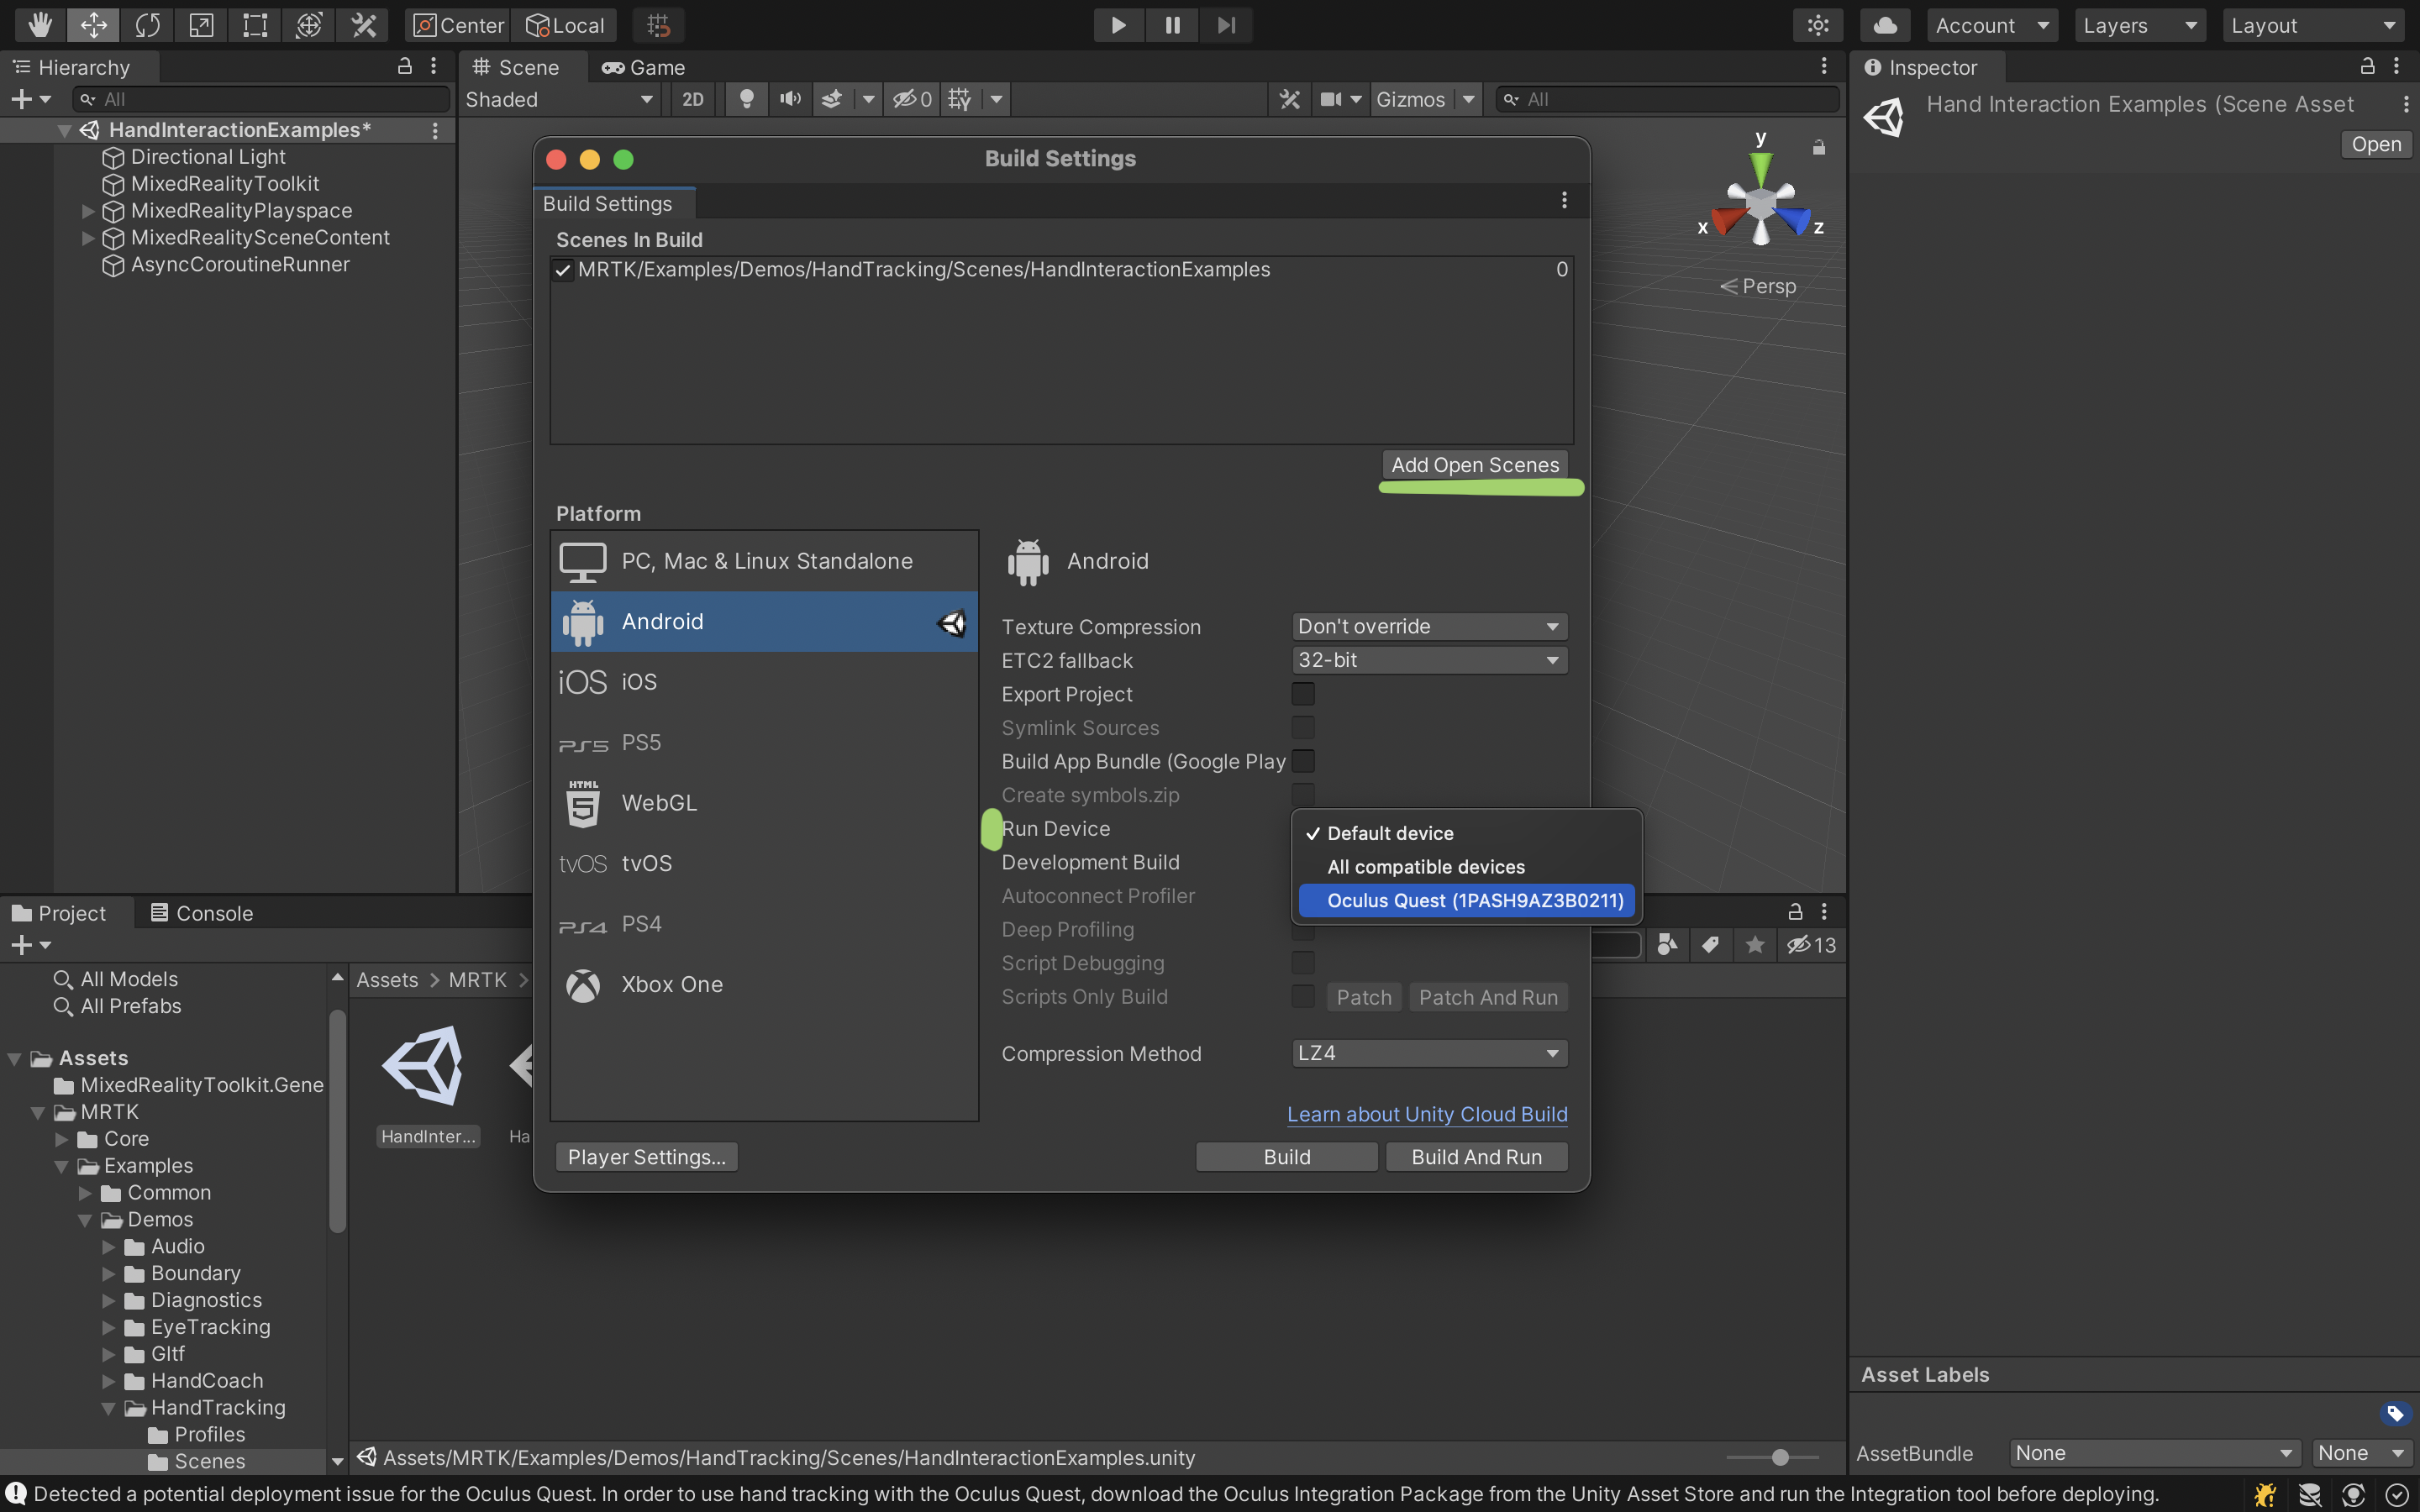 Center
Local
Account
Layers
Layout
Hierarchy
Scene
Game
Inspector
All
Shaded
2D
0
Gizmos
All
Hand Interaction Examples (Scene Asset
Open
HandInteractionExamples*
Directional Light
MixedRealityToolkit
MixedRealityPlayspace
MixedRealitySceneContent
AsyncCoroutineRunner
y
x
z
Persp
Build Settings
Build Settings
Scenes In Build
MRTK/Examples/Demos/HandTracking/Scenes/HandInteractionExamples 0
Add Open Scenes
Platform
PC, Mac & Linux Standalone
Android
iOS iOS
PS5 PS5
HTML 5 WebGL
tvOS tvOS
PS4 PS4
Xbox One
Android
Texture Compression Don't override
ETC2 fallback 32-bit
Export Project
Symlink Sources
Build App Bundle (Google Play
Create symbols.zip
Run Device
Default device
Development Build
All compatible devices
Autoconnect Profiler
Oculus Quest (1PASH9AZ3B0211)
Deep Profiling
Script Debugging
Scripts Only Build Patch Patch And Run
Compression Method LZ4
Learn about Unity Cloud Build
Player Settings...
Build
Build And Run
Project
Console
13
All Models
All Prefabs
Assets > MRTK >
Assets
MixedRealityToolkit.Gene
MRTK
Core
Examples
Common
Demos
Audio
Boundary
Diagnostics
EyeTracking
Gltf
HandCoach
HandTracking
Profiles
Scenes
HandInter...
Ha
Assets/MRTK/Examples/Demos/HandTracking/Scenes/HandInteractionExamples.unity
Asset Labels
AssetBundle None None
Detected a potential deployment issue for the Oculus Quest. In order to use hand tracking with the Oculus Quest, download the Oculus Integration Package from the Unity Asset Store and run the Integration tool before deploying.